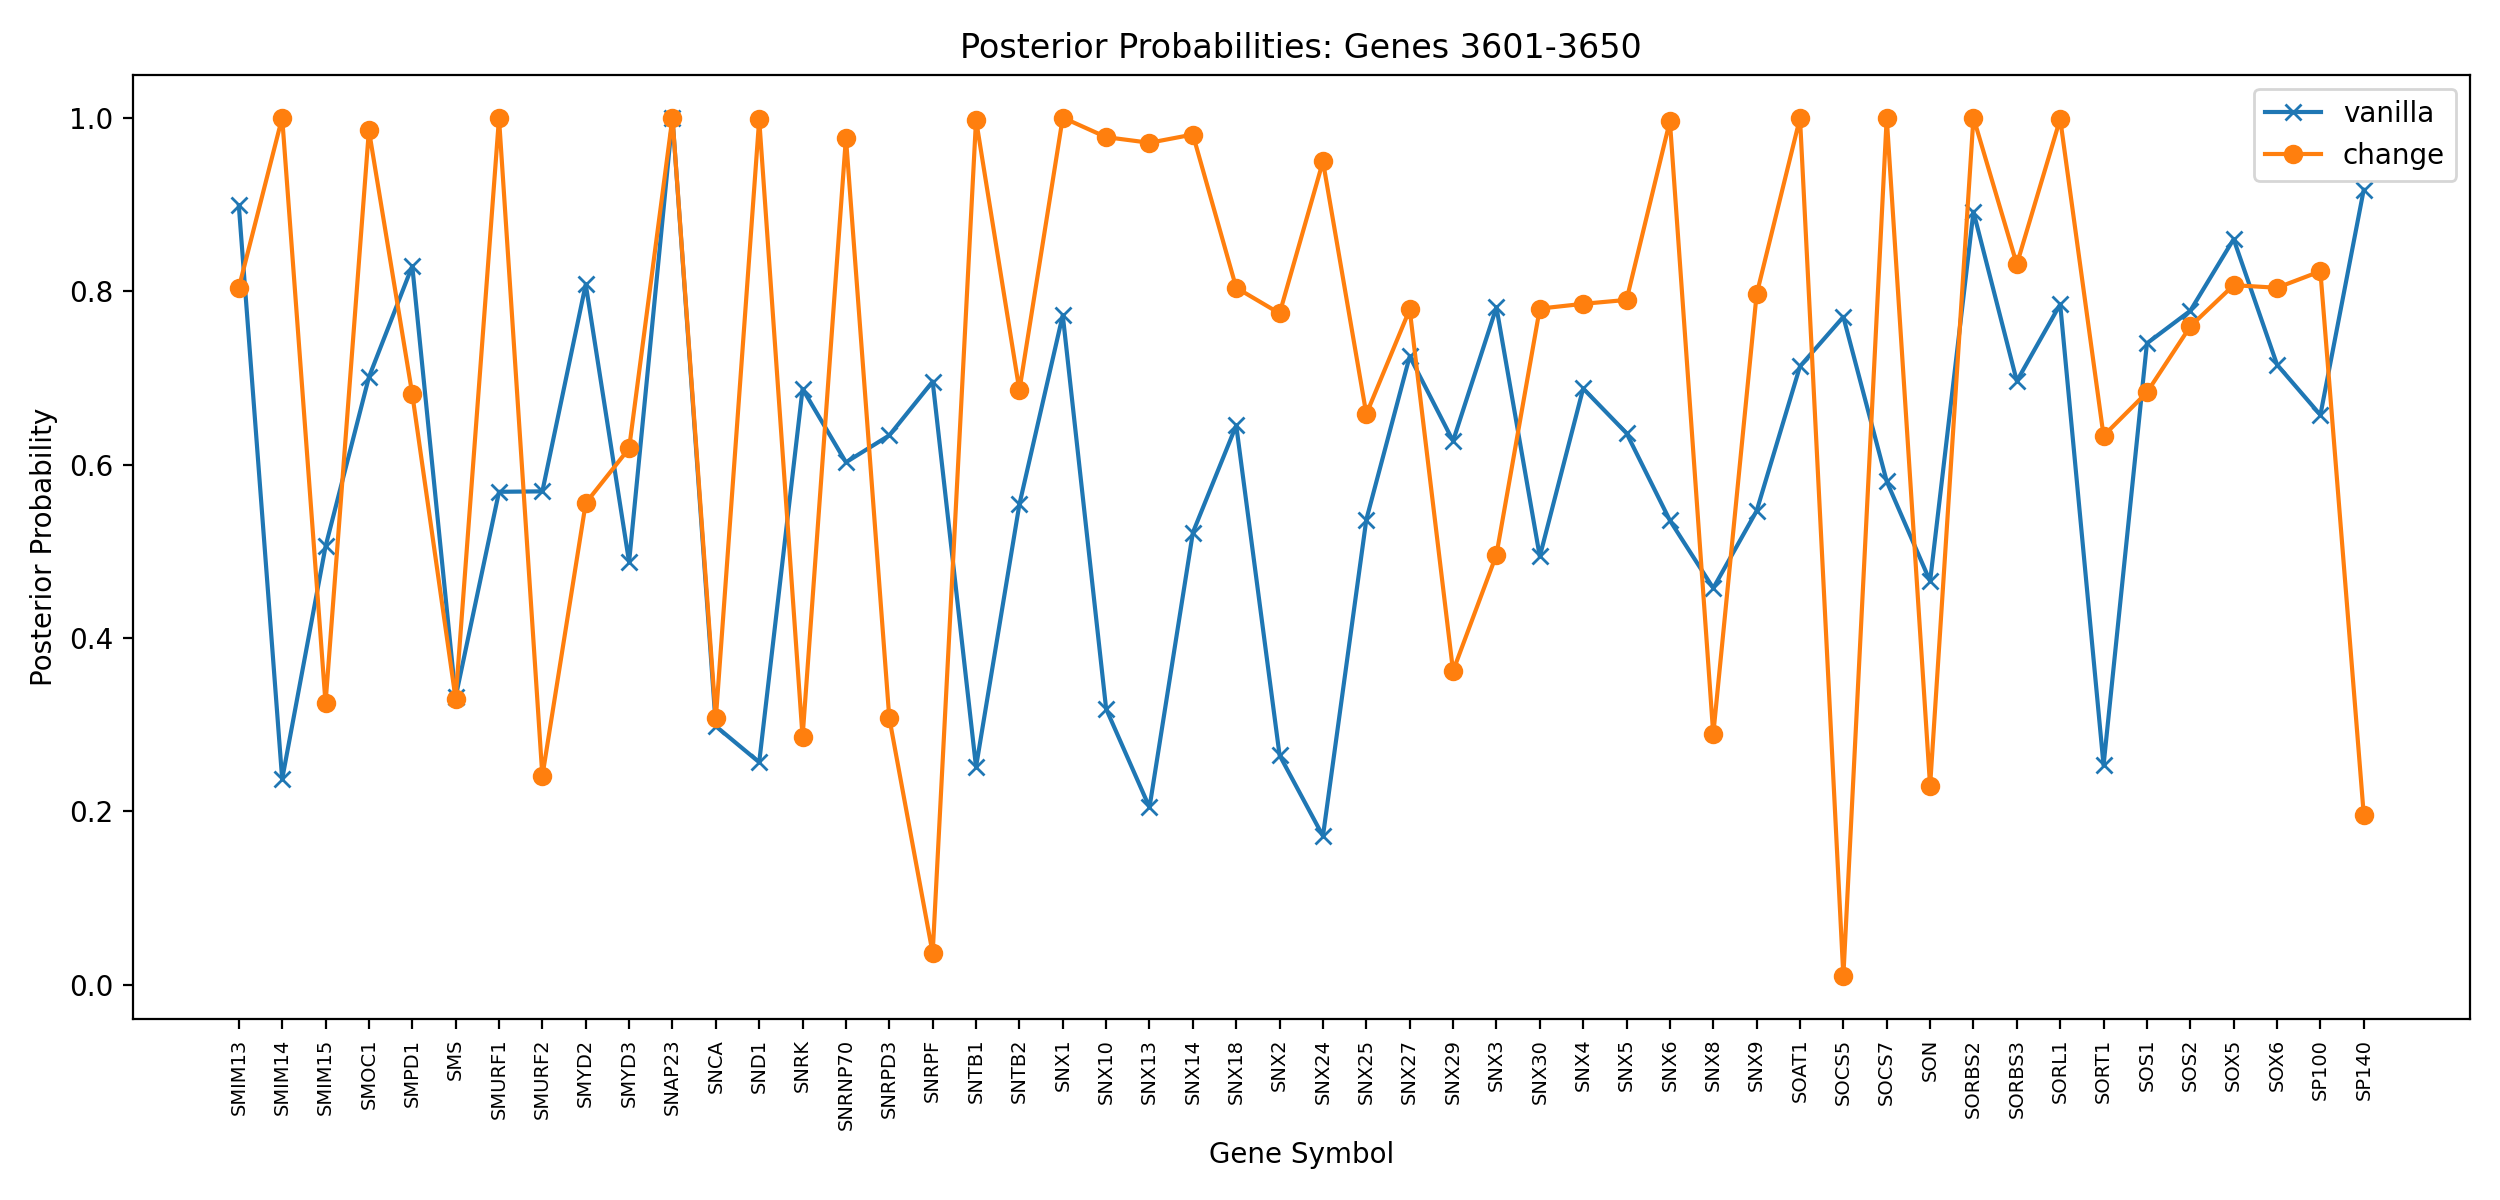 Posterior Probabilities: Genes 3601-3650
vanilla
change
Posterior Probability
1.0
0.8
0.6
0.4
0.2
0.0
SMIM13
SMIM14
SMIM15
SMOC1
SMPD1
SMS
SMURF1
SMURF2
SMYD2
SMYD3
SNAP23
SNCA
SND1
SNRK
SNRNP70
SNRPD3
SNRPF
SNTB1
SNTB2
SNX1
SNX10
SNX13
SNX14
SNX18
SNX2
SNX24
SNX25
SNX27
SNX29
SNX3
SNX30
SNX4
SNX5
SNX6
SNX8
SNX9
SOAT1
SOCS5
SOCS7
SON
SORBS2
SORBS3
SORL1
SORT1
SOS1
SOS2
SOX5
SOX6
SP100
SP140
Gene Symbol